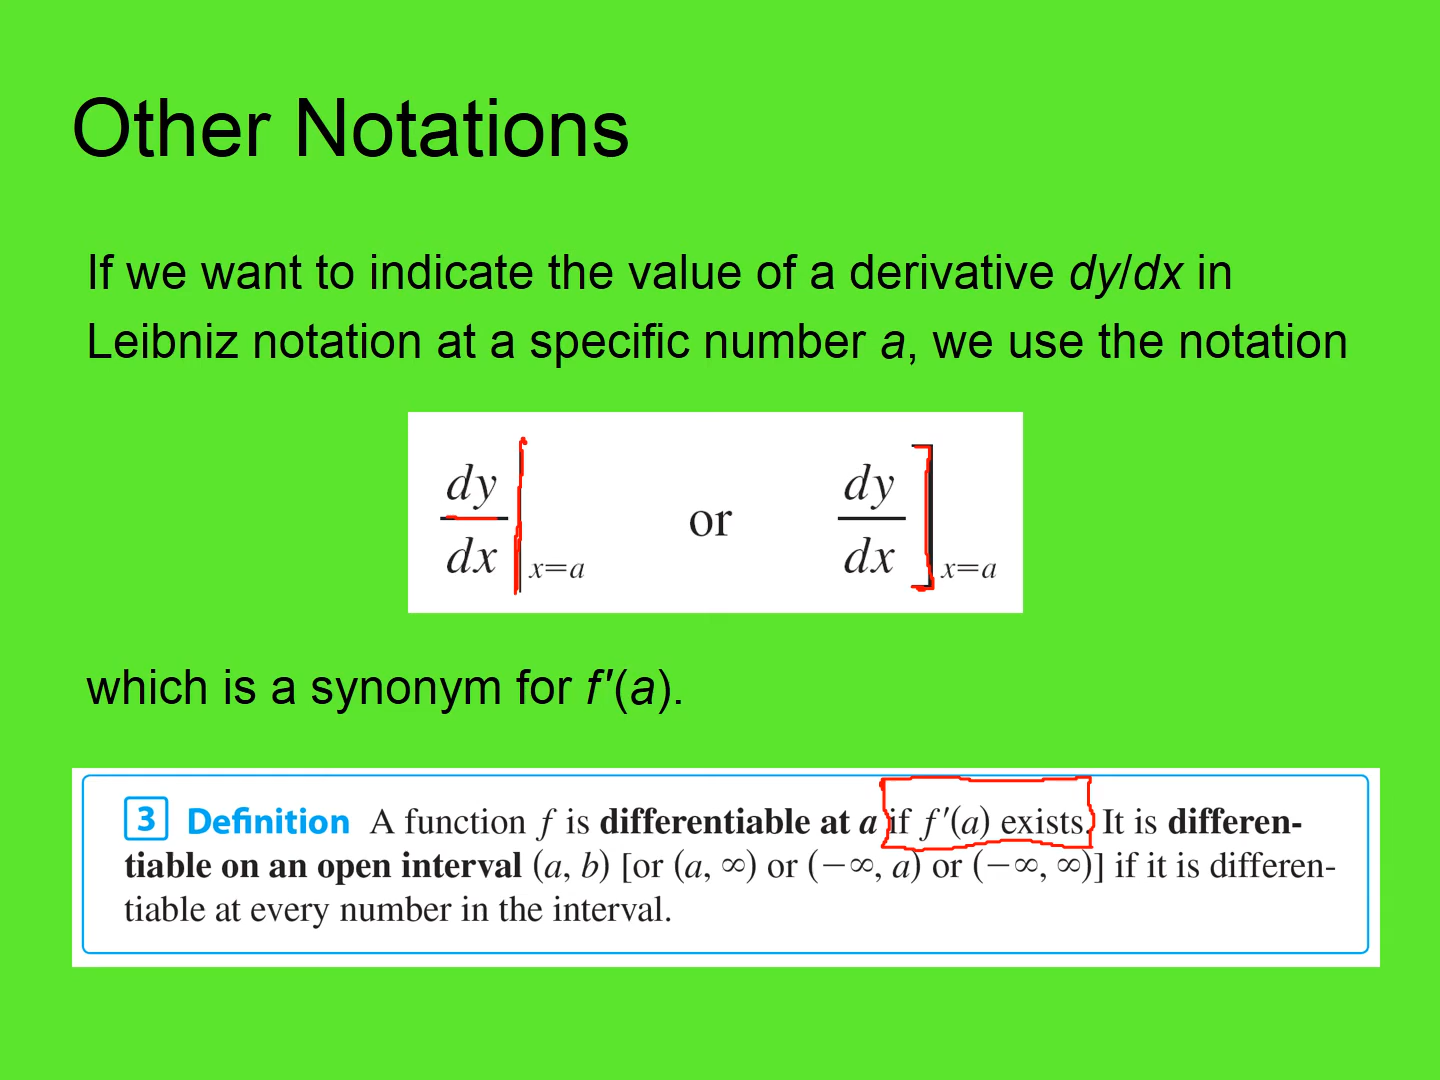 Other Notations
If we want to indicate the value of a derivative dy/dx in
Leibniz notation at a specific number a, we use the notation
dy/dx|x=a or dy/dx]x=a
which is a synonym for f′(a).
3 Definition A function f is differentiable at a if f′(a) exists. It is differen-
tiable on an open interval (a, b) [or (a, ∞) or (−∞, a) or (−∞, ∞)] if it is differen-
tiable at every number in the interval.